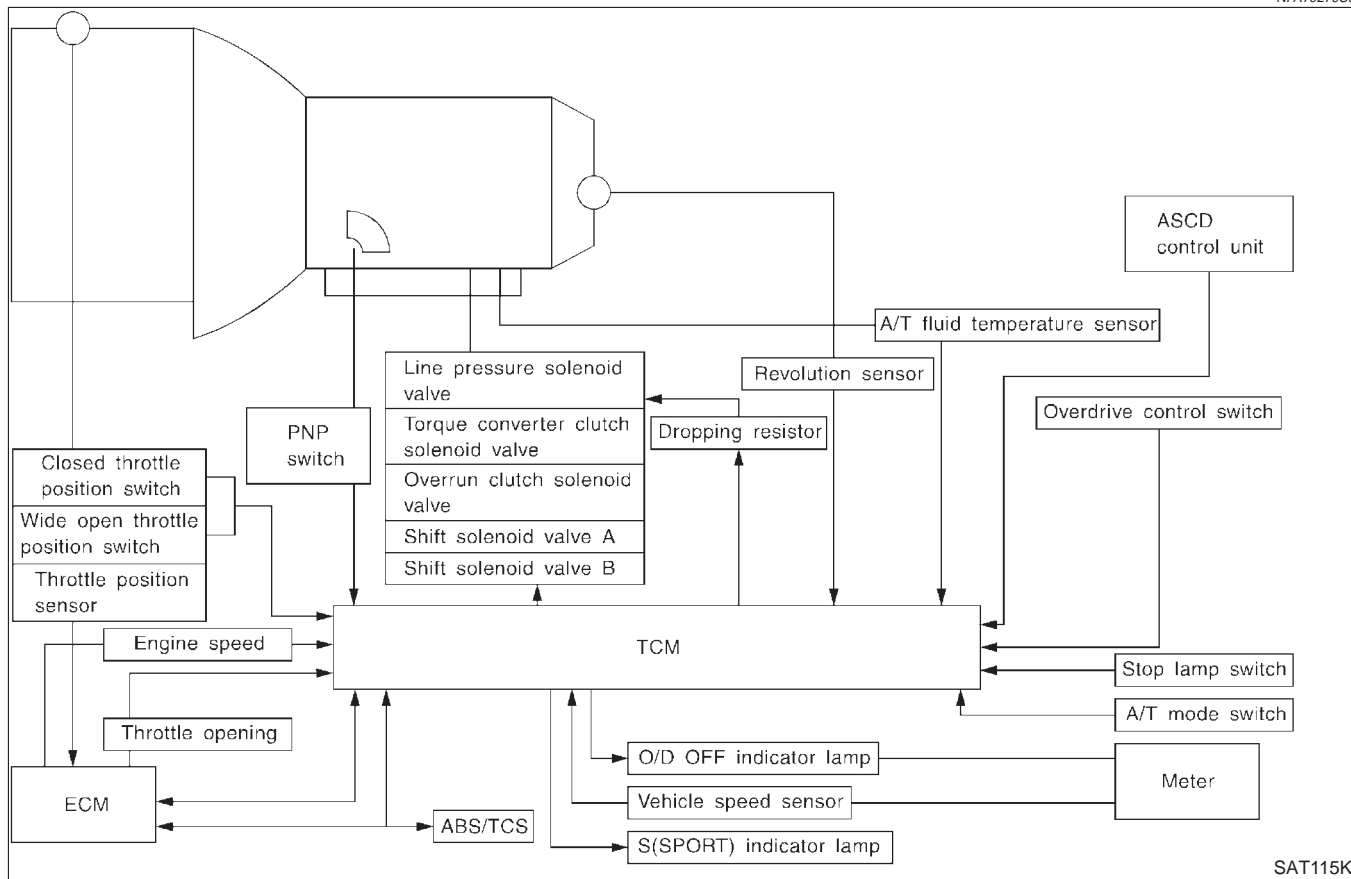 ASCD
control unit
A/T fluid temperature sensor
Line pressure solenoid
valve
Revolution sensor
Overdrive control switch
PNP
switch
Torque converter clutch
solenoid valve
Dropping resistor
Closed throttle
position switch
Overrun clutch solenoid
valve
Wide open throttle
position switch
Shift solenoid valve A
Shift solenoid valve B
Throttle position
sensor
Engine speed
TCM
Stop lamp switch
A/T mode switch
Throttle opening
O/D OFF indicator lamp
Meter
ECM
Vehicle speed sensor
ABS/TCS
S(SPORT) indicator lamp
SAT115K